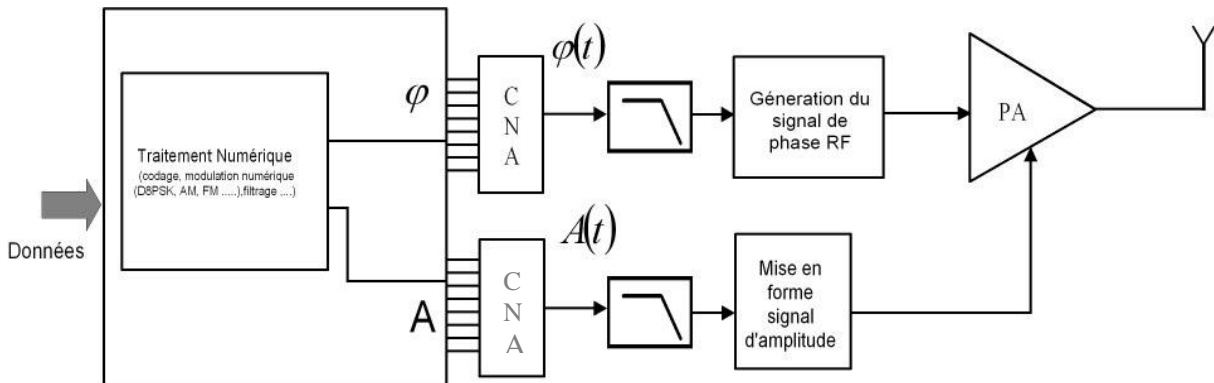 Données
Traitement Numérique
(codage, modulation numérique
(D8PSK, AM, FM .....),filtrage ....)
φ
A
C
N
A
φ(t)
Géneration du
signal de
phase RF
PA
C
N
A
A(t)
Mise en
forme
signal
d'amplitude